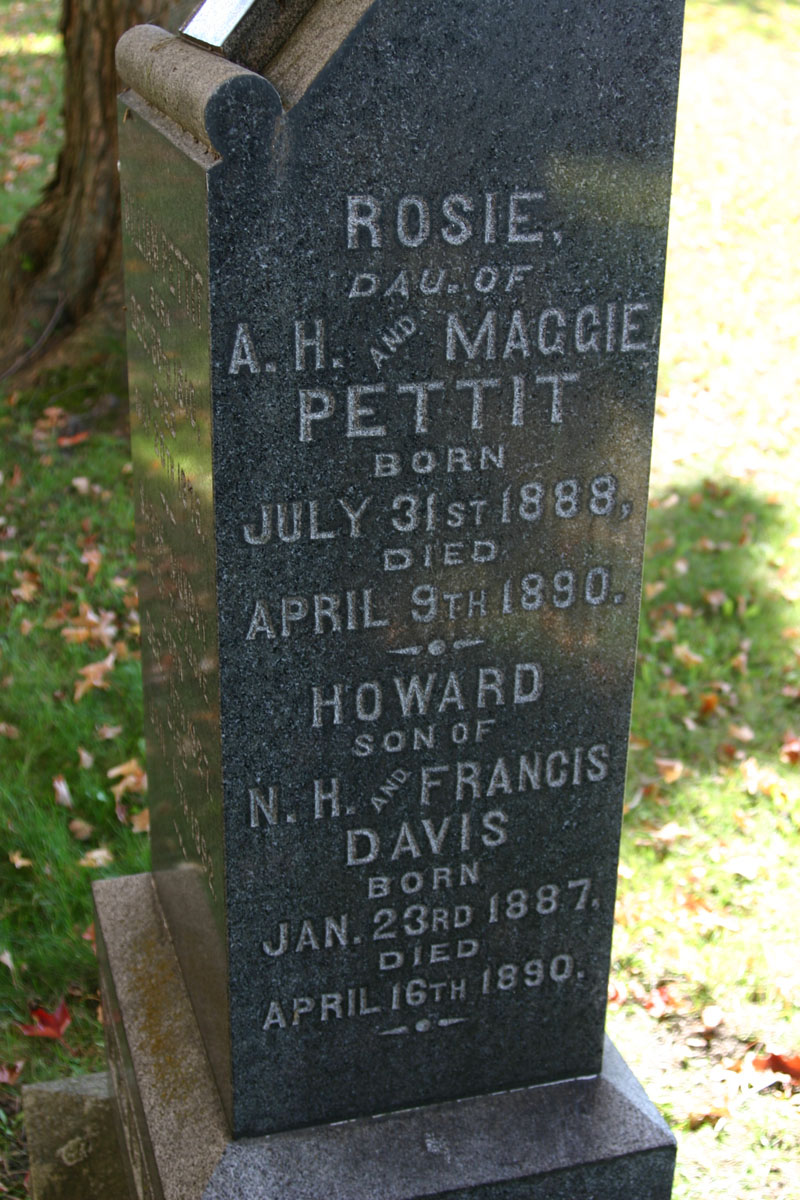 ROSIE,
DAU. OF
A. H. AND MAGGIE
PETTIT
BORN
JULY 31ST 1888,
DIED
APRIL 9TH 1890.
HOWARD
SON OF
N. H. AND FRANCIS
DAVIS
BORN
JAN. 23RD 1887,
DIED
APRIL 16TH 1890.